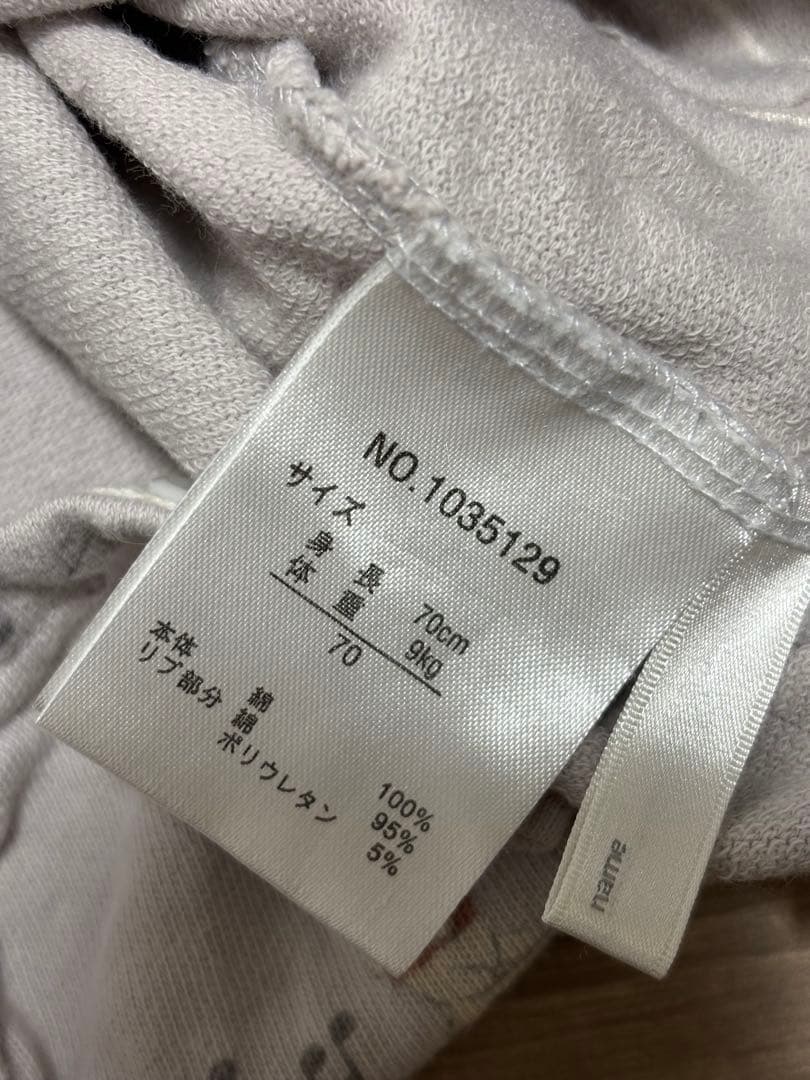 NO.1035129
サイズ
身長 70cm
体重 9kg
70
本体 綿 100%
リブ部分 綿 95%
ポリウレタン 5%
name